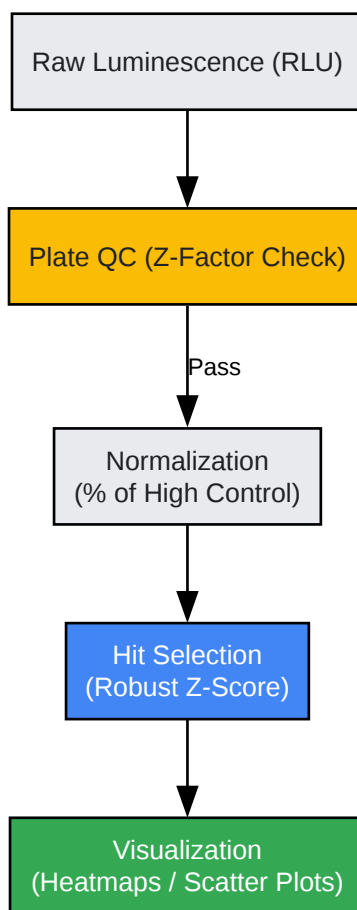 Raw Luminescence (RLU)
Plate QC (Z-Factor Check)
Pass
Normalization
(% of High Control)
Hit Selection
(Robust Z-Score)
Visualization
(Heatmaps / Scatter Plots)